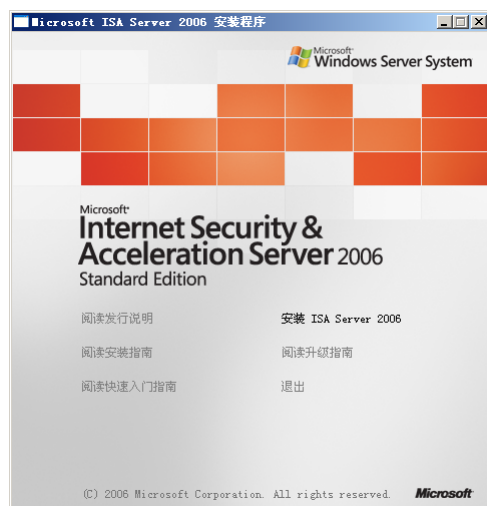 Microsoft ISA Server 2006 安装程序
Microsoft
Windows Server System
Microsoft
Internet Security &
Acceleration Server 2006
Standard Edition
阅读发行说明
安装 ISA Server 2006
阅读安装指南
阅读升级指南
阅读快速入门指南
退出
(C) 2006 Microsoft Corporation. All rights reserved.
Microsoft